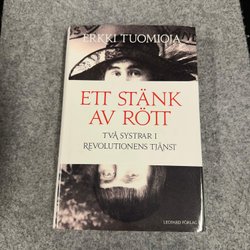 ERKKI TUOMIOJA
ETT STÄNK
AV RÖTT
TVÅ SYSTRAR I
REVOLUTIONENS TJÄNST
LEOPARD FÖRLAG